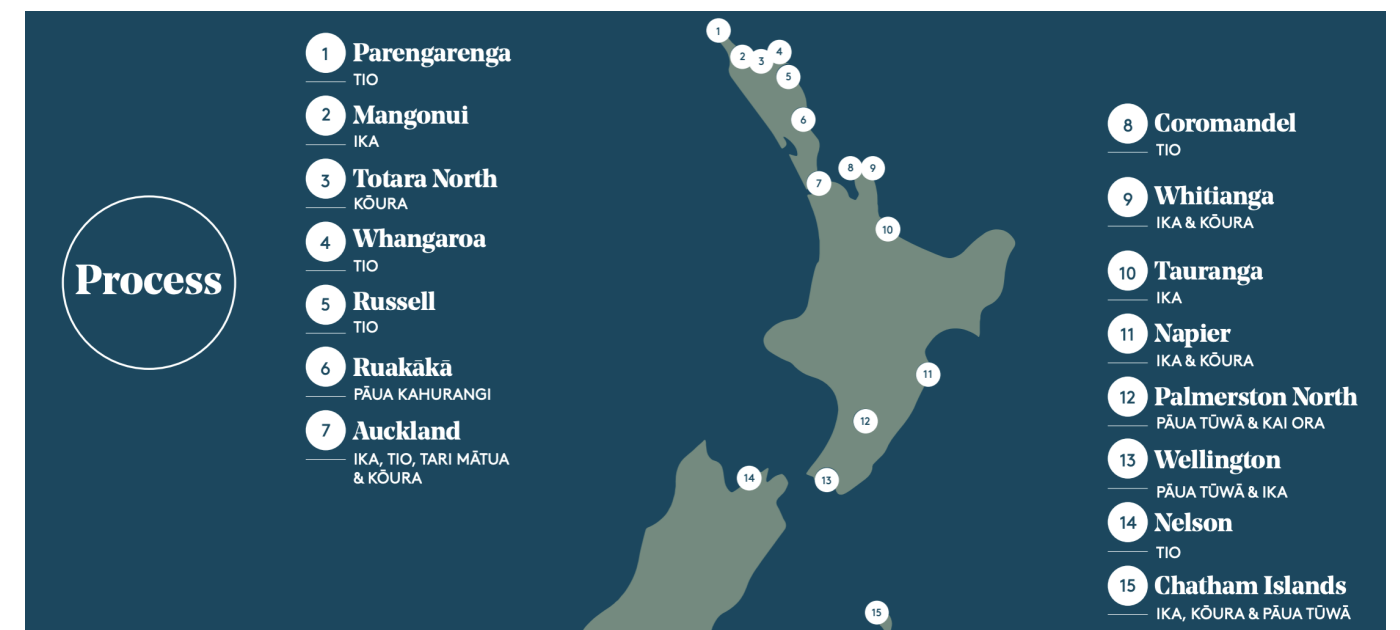 Process
1 Parengarenga
TIO
2 Mangonui
IKA
3 Totara North
KŌURA
4 Whangaroa
TIO
5 Russell
TIO
6 Ruakākā
PĀUA KAHURANGI
7 Auckland
IKA, TIO, TARI MĀTUA
& KŌURA
1
2
3
4
5
6
7
8
9
10
11
12
13
14
15
8 Coromandel
TIO
9 Whitianga
IKA & KŌURA
10 Tauranga
IKA
11 Napier
IKA & KŌURA
12 Palmerston North
PĀUA TŪWĀ & KAI ORA
13 Wellington
PĀUA TŪWĀ & IKA
14 Nelson
TIO
15 Chatham Islands
IKA, KŌURA & PĀUA TŪWĀ